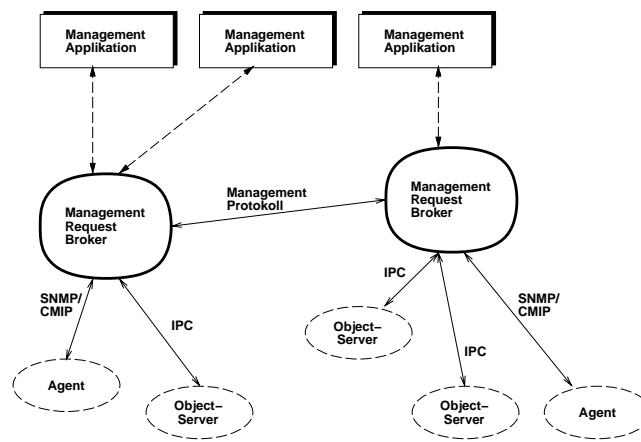 Management
Applikation
Management
Applikation
Management
Applikation
Management
Request
Broker
Management
Protokoll
Management
Request
Broker
SNMP/
CMIP
IPC
Agent
Object-
Server
IPC
Object-
Server
IPC
SNMP/
CMIP
Object-
Server
Agent